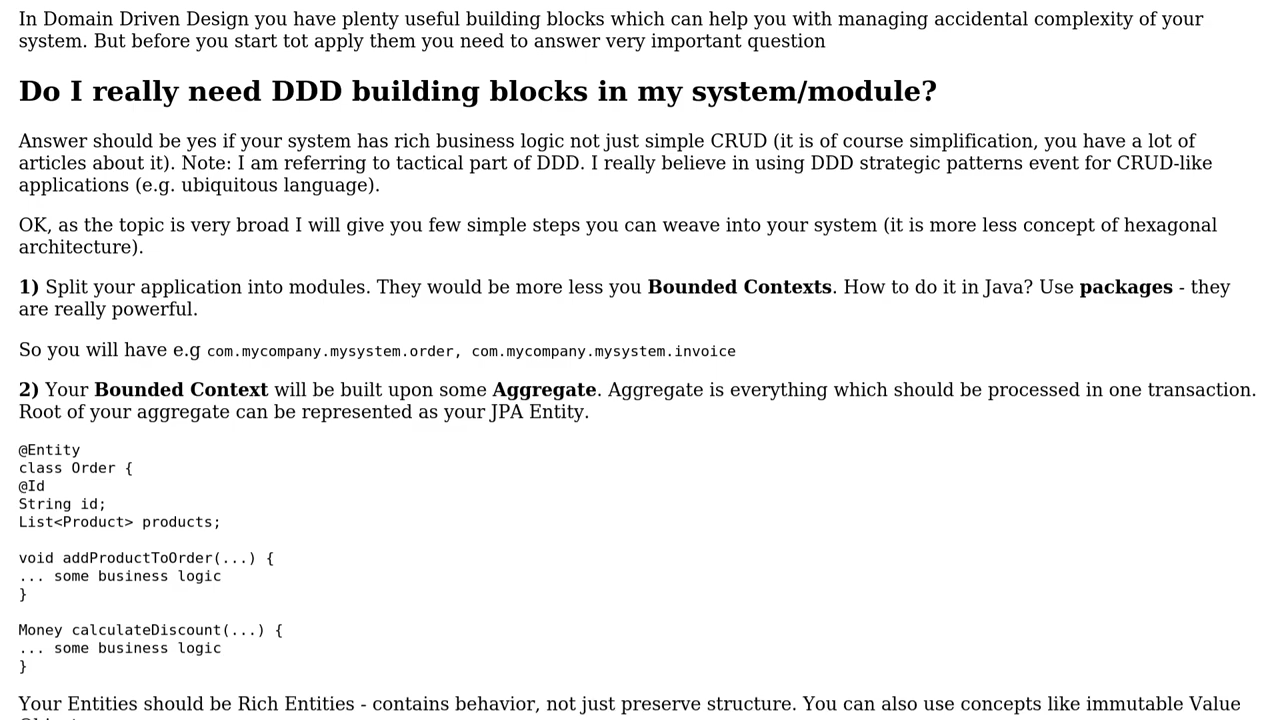 In Domain Driven Design you have plenty useful building blocks which can help you with managing accidental complexity of your
system. But before you start tot apply them you need to answer very important question
Do I really need DDD building blocks in my system/module?
Answer should be yes if your system has rich business logic not just simple CRUD (it is of course simplification, you have a lot of
articles about it). Note: I am referring to tactical part of DDD. I really believe in using DDD strategic patterns event for CRUD-like
applications (e.g. ubiquitous language).
OK, as the topic is very broad I will give you few simple steps you can weave into your system (it is more less concept of hexagonal
architecture).
1) Split your application into modules. They would be more less you Bounded Contexts. How to do it in Java? Use packages - they
are really powerful.
So you will have e.g com.mycompany.mysystem.order, com.mycompany.mysystem.invoice
2) Your Bounded Context will be built upon some Aggregate. Aggregate is everything which should be processed in one transaction.
Root of your aggregate can be represented as your JPA Entity.
@Entity
class Order {
@Id
String id;
List<Product> products;
void addProductToOrder(...) {
... some business logic
}
Money calculateDiscount(...) {
... some business logic
}
Your Entities should be Rich Entities - contains behavior, not just preserve structure. You can also use concepts like immutable Value